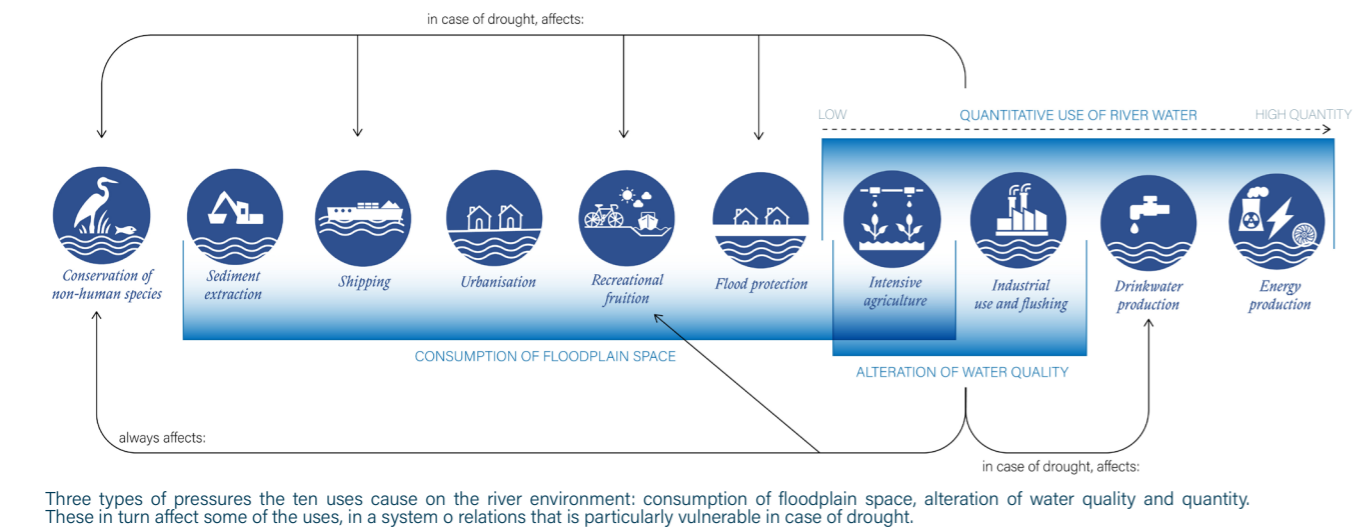 in case of drought, affects:
LOW
QUANTITATIVE USE OF RIVER WATER
HIGH QUANTITY
Conservation of
non-human species
Sediment
extraction
Shipping
Urbanisation
Recreational
fruition
Flood protection
Intensive
agriculture
Industrial
use and flushing
Drinkwater
production
Energy
production
CONSUMPTION OF FLOODPLAIN SPACE
ALTERATION OF WATER QUALITY
always affects:
in case of drought, affects:
Three types of pressures the ten uses cause on the river environment: consumption of floodplain space, alteration of water quality and quantity.
These in turn affect some of the uses, in a system o relations that is particularly vulnerable in case of drought.